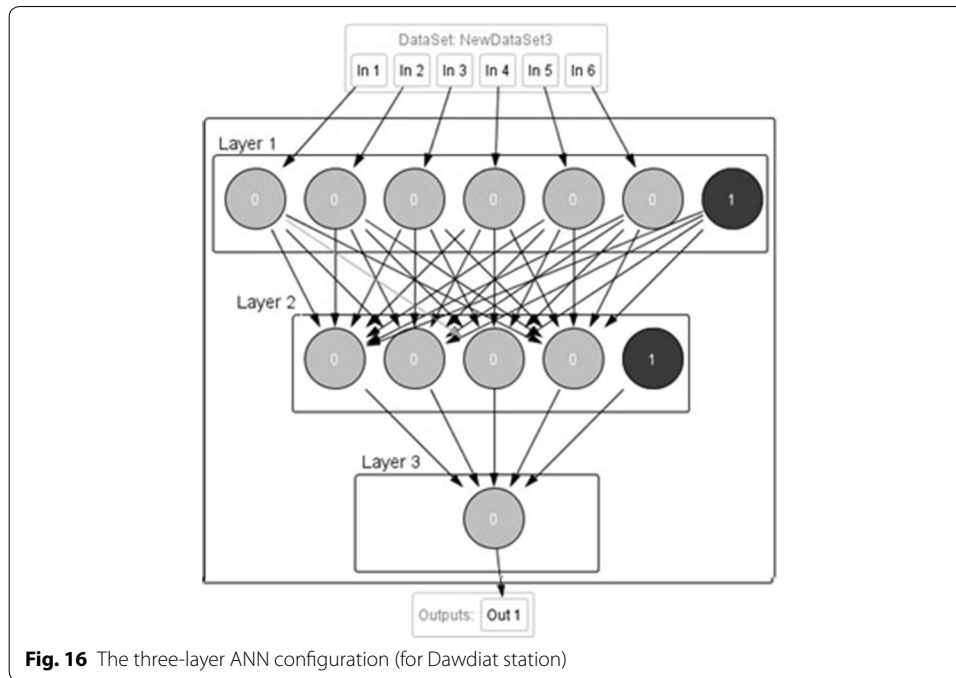 DataSet: NewDataSet3
In 1 In 2 In 3 In 4 In 5 In 6
Layer 1
0 0 0 0 0 0 1
Layer 2
0 0 0 0 1
Layer 3
0
Outputs: Out 1
Fig. 16 The three-layer ANN configuration (for Dawdiat station)